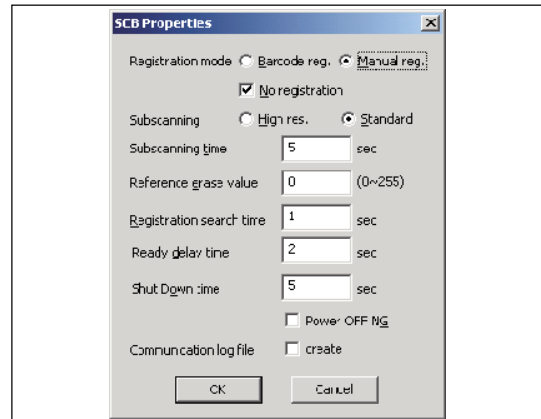 SCB Properties
Registration mode Barcode reg. Manual reg.
No registration
Subscanning High res. Standard
Subscanning time 5 sec
Reference erase value 0 (0~255)
Registration search time 1 sec
Ready delay time 2 sec
Shut Down time 5 sec
Power OFF NG
Communication log file create
OK Cancel